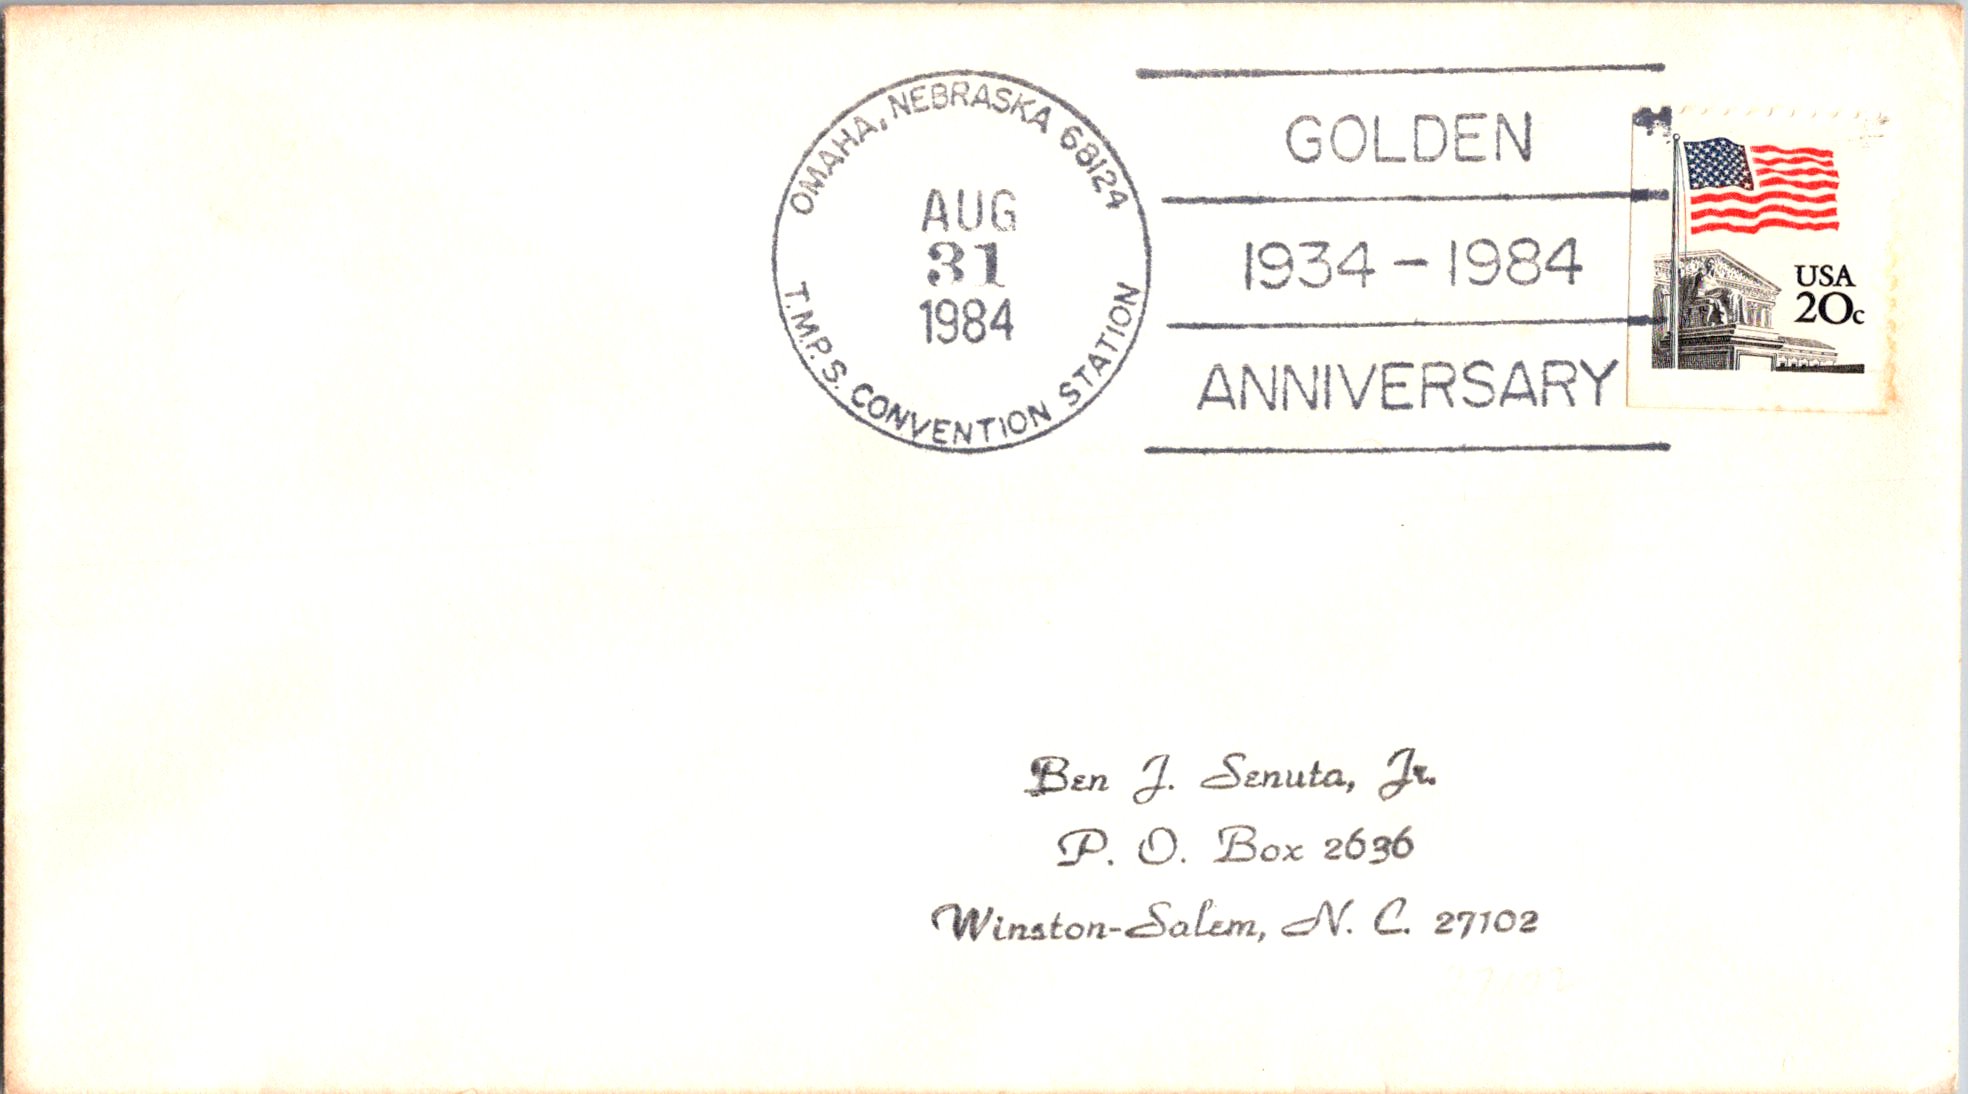 OMAHA, NEBRASKA 68124
AUG
31
1984
T.M.P.S. CONVENTION STATION
GOLDEN
1934 - 1984
ANNIVERSARY
USA
20c
Ben J. Senuta, Jr.
P. O. Box 2636
Winston-Salem, N. C. 27102
27102